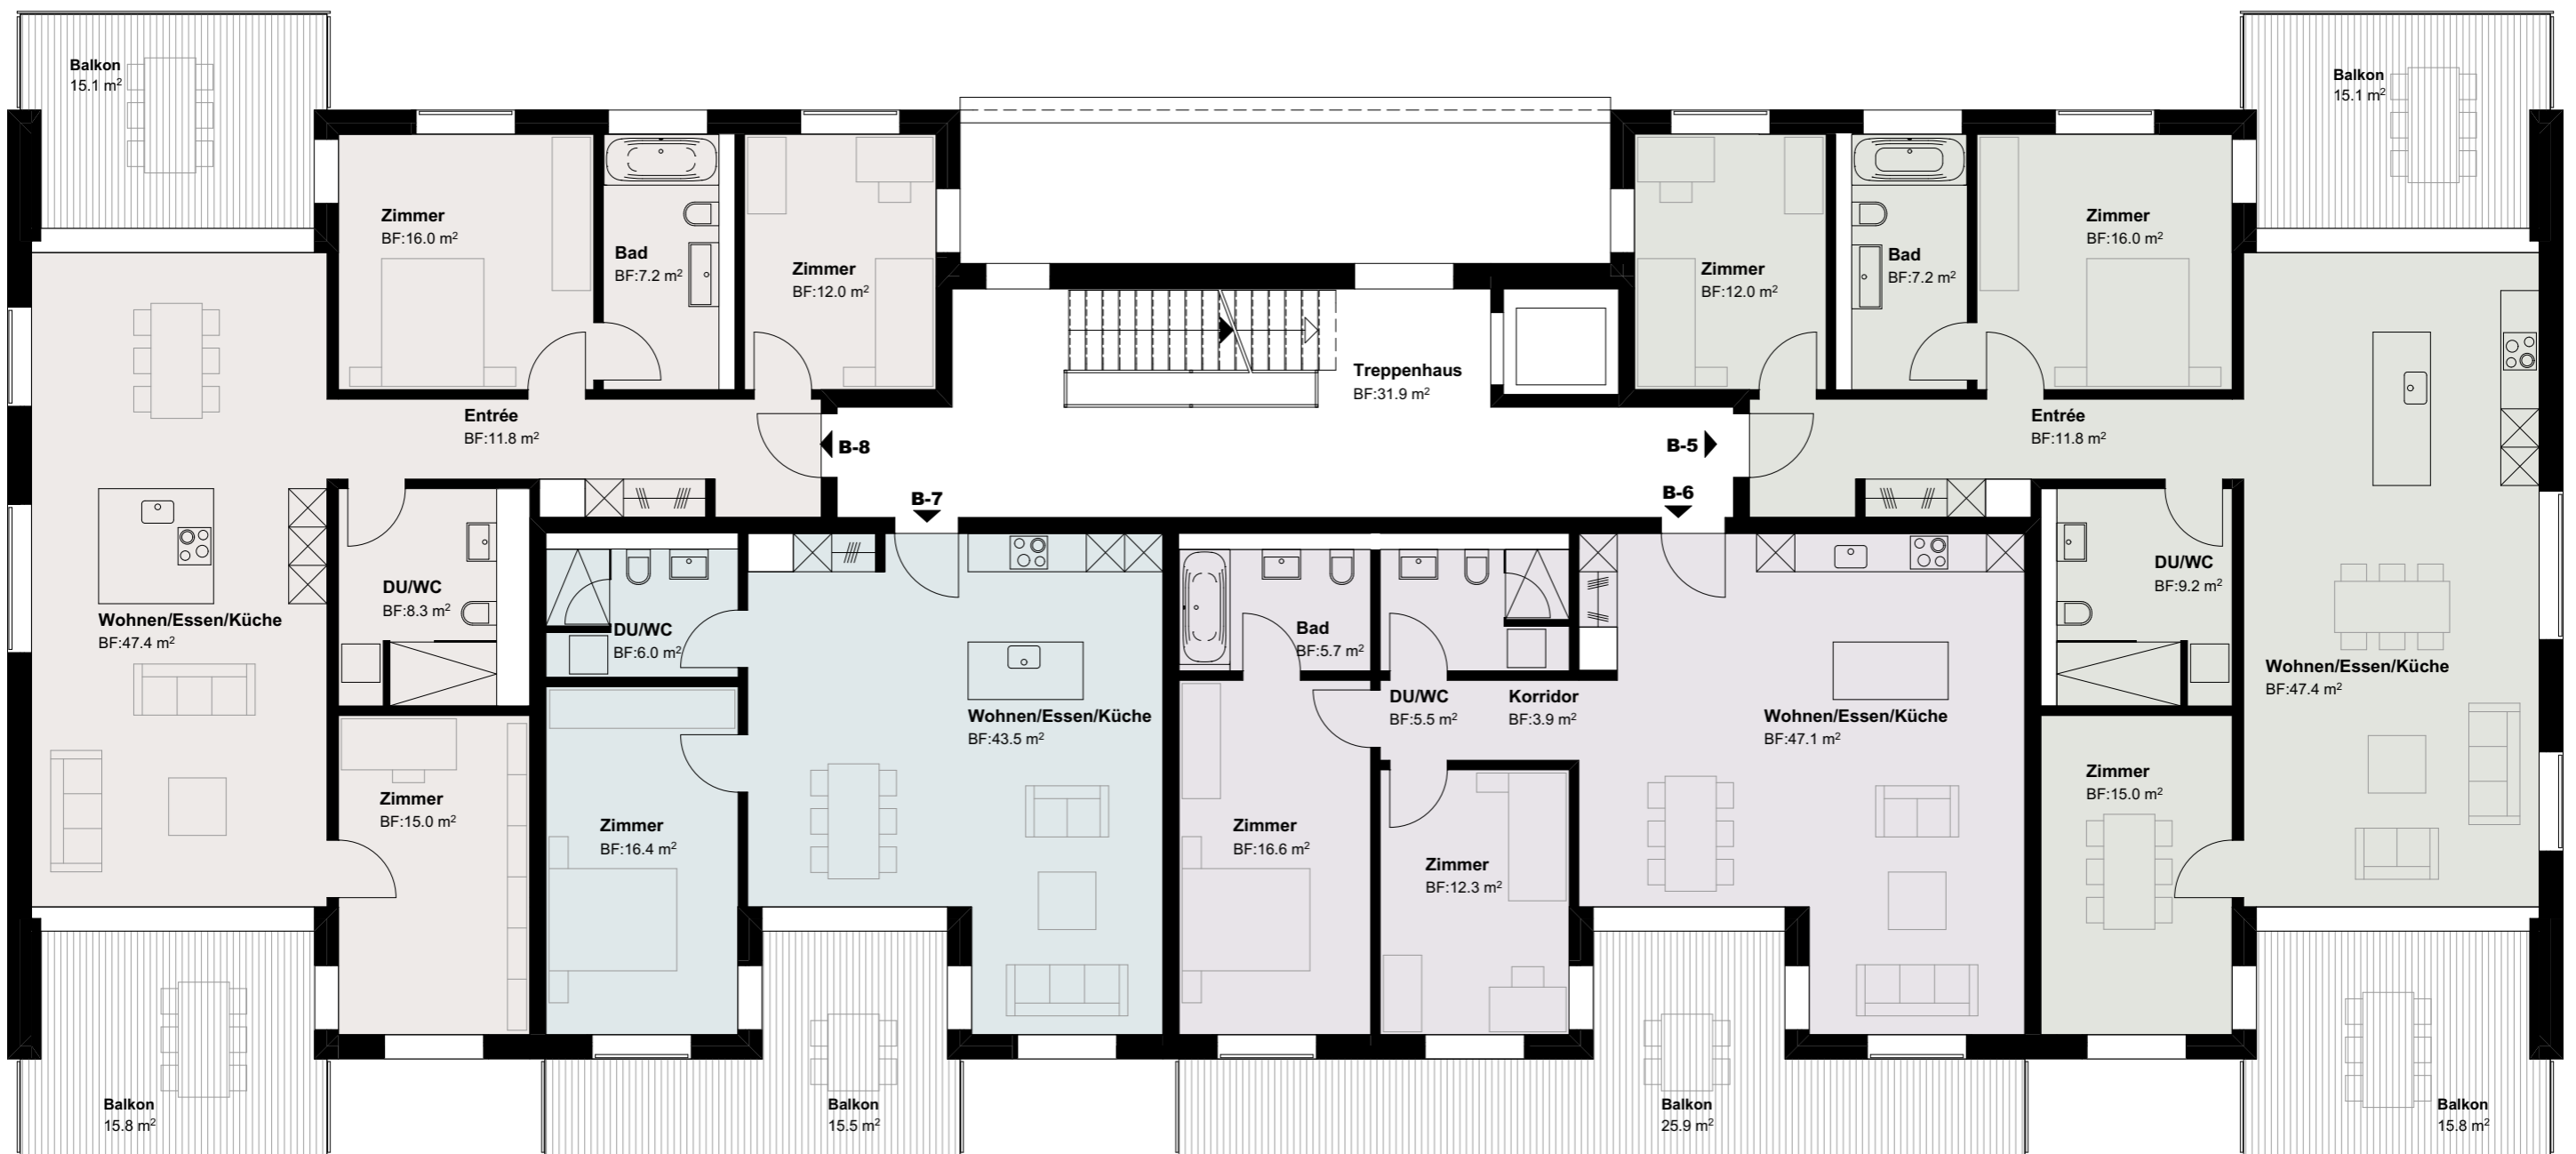 Balkon
15.1 m²
Balkon
15.1 m²
Zimmer
BF:16.0 m²
Bad
BF:7.2 m²
Zimmer
BF:12.0 m²
Zimmer
BF:12.0 m²
Bad
BF:7.2 m²
Zimmer
BF:16.0 m²
Treppenhaus
BF:31.9 m²
Entrée
BF:11.8 m²
Entrée
BF:11.8 m²
B-8
B-5
B-7
B-6
DU/WC
BF:8.3 m²
Wohnen/Essen/Küche
BF:47.4 m²
DU/WC
BF:6.0 m²
Bad
BF:5.7 m²
DU/WC
BF:9.2 m²
Wohnen/Essen/Küche
BF:47.4 m²
Wohnen/Essen/Küche
BF:43.5 m²
DU/WC
BF:5.5 m²
Korridor
BF:3.9 m²
Wohnen/Essen/Küche
BF:47.1 m²
Zimmer
BF:15.0 m²
Zimmer
BF:16.4 m²
Zimmer
BF:16.6 m²
Zimmer
BF:12.3 m²
Zimmer
BF:15.0 m²
Balkon
15.8 m²
Balkon
15.5 m²
Balkon
25.9 m²
Balkon
15.8 m²